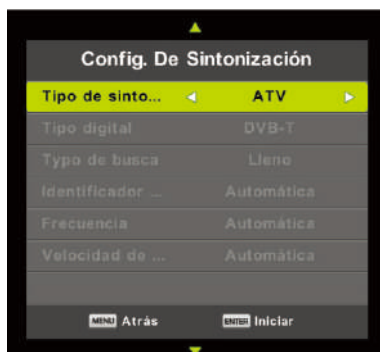 Config. De Sintonización
Tipo de sinto... ATV
Tipo digital DVB-T
Typo de busca Lleno
Identificador ... Automática
Frecuencia Automática
Velocidad de ... Automática
MENU Atrás ENTER Iniciar